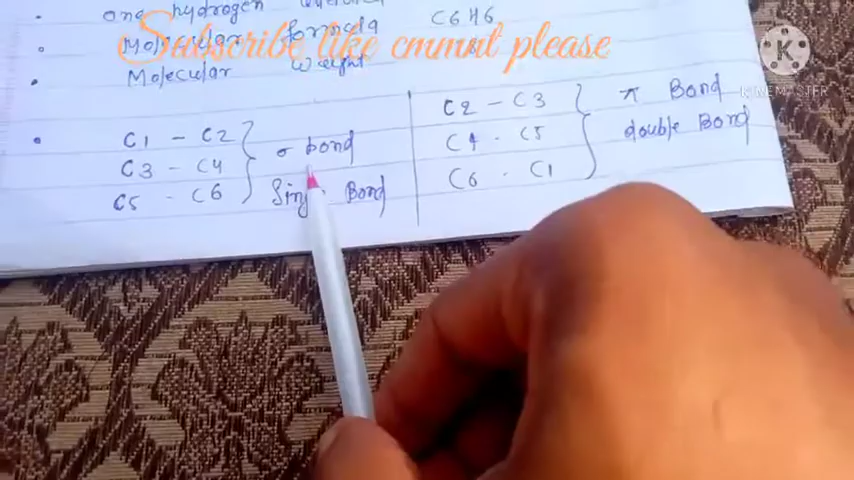 one hydrogen
Molecular formula C6H6
Subscribe like cmmnt please
Molecular weight
KINEMASTER
C1 - C2
C3 - C4
C5 - C6
σ bond
Bond
C2 - C3
C4 - C5
C6 - C1
π Bond
double Bond